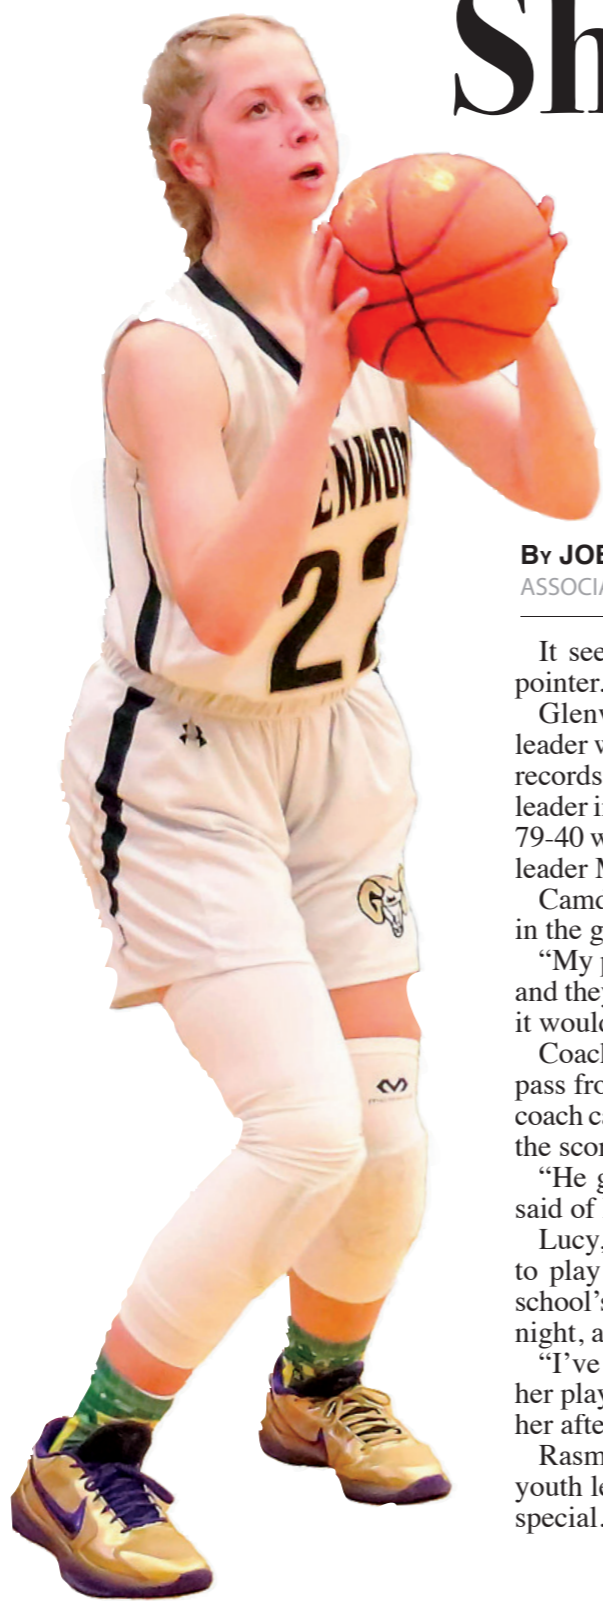 Sh
ENWOO
22
By JOE
ASSOCIA
It see
pointer.
Glenw
leader w
records
leader i
79-40 w
leader M
Camd
in the g
“My p
and they
it would
Coach
pass fro
coach ca
the scor
“He g
said of
Lucy,
to play
school’s
night, a
“I’ve
her play
her afte
Rasm
youth le
special.